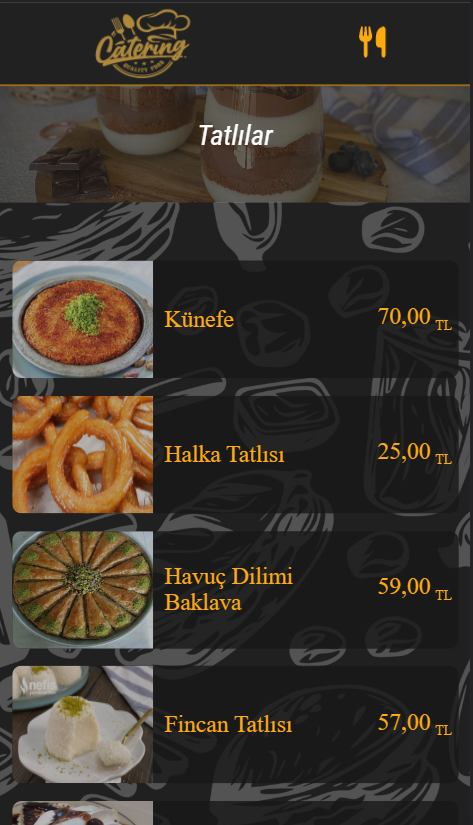 Catering
QUALITY FOOD
Tatlılar
Künefe
70,00 TL
Halka Tatlısı
25,00 TL
Havuç Dilimi
Baklava
59,00 TL
nefis
Fincan Tatlısı
57,00 TL